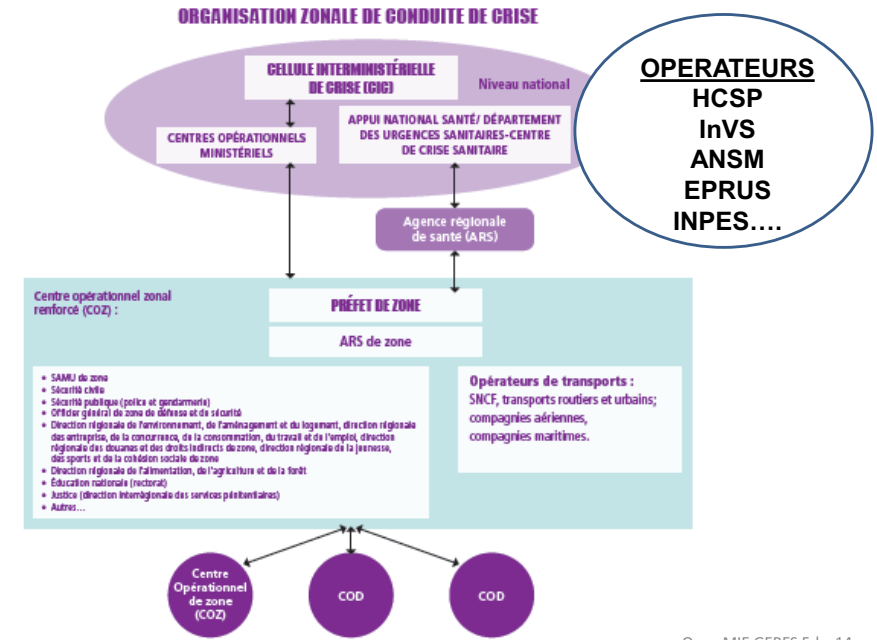 ORGANISATION ZONALE DE CONDUITE DE CRISE
CELLULE INTERMINISTÉRIELLE
DE CRISE (CIC)
Niveau national
CENTRES OPÉRATIONNELS
MINISTÉRIELS
APPUI NATIONAL SANTÉ/ DÉPARTEMENT
DES URGENCES SANITAIRES-CENTRE
DE CRISE SANITAIRE
OPERATEURS
HCSP
InVS
ANSM
EPRUS
INPES....
Agence régionale
de santé (ARS)
Centre opérationnel zonal
renforcé (COZ) :
PRÉFET DE ZONE
ARS de zone
• SAMU de zone
• Sécurité civile
• Sécurité publique (police et gendarmerie)
• Officier général de zone de défense et de sécurité
• Direction régionale de l'environnement, de l'aménagement et du logement, direction régionale
des entreprise, de la concurrence, de la consommation, du travail et de l'emploi, direction
régionale des douanes et des droits indirects de zone, direction régionale de la jeunesse,
des sports et de la cohésion sociale de zone
• Direction régionale de l'alimentation, de l'agriculture et de la forêt
• Éducation nationale (rectorat)
• Justice (direction interrégionale des services pénitentiaires)
• Autres...
Opérateurs de transports :
SNCF, transports routiers et urbains;
compagnies aériennes,
compagnies maritimes.
Centre
Opérationnel
de zone
(COZ)
COD
COD